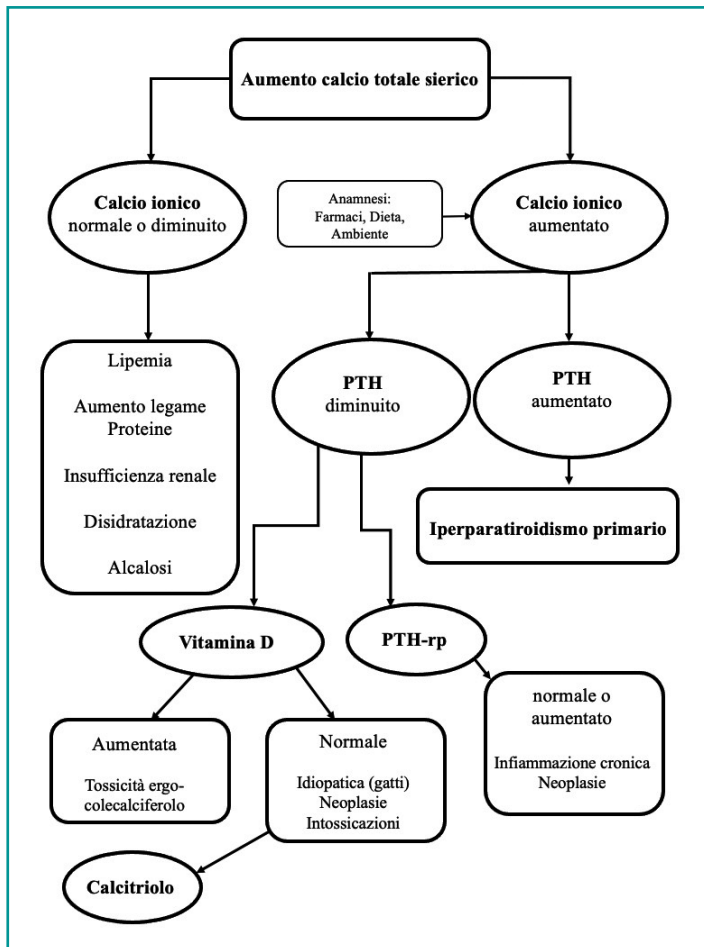 Aumento calcio totale sierico
Calcio ionico
normale o diminuito
Anamnesi:
Farmaci, Dieta,
Ambiente
Calcio ionico
aumentato
Lipemia
Aumento legame
Proteine
Insufficienza renale
Disidratazione
Alcalosi
PTH
diminuito
PTH
aumentato
Iperparatiroidismo primario
Vitamina D
PTH-rp
Aumentata
Tossicità ergo-
colecalciferolo
Normale
Idiopatica (gatti)
Neoplasie
Intossicazioni
normale o
aumentato
Infiammazione cronica
Neoplasie
Calcitriolo